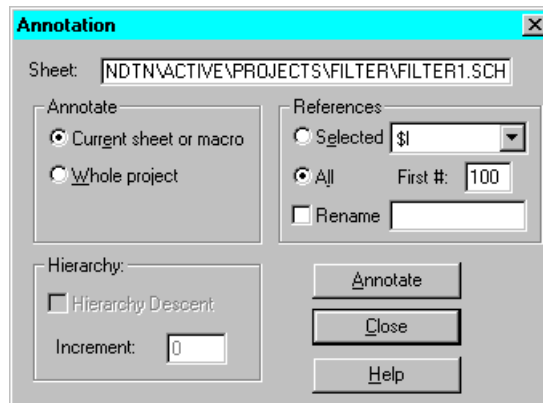 Annotation
Sheet: NDTN\ACTIVE\PROJECTS\FILTER\FILTER1.SCH
Annotate
Current sheet or macro
Whole project
References
Selected $I
All First #: 100
Rename
Hierarchy:
Hierarchy Descent
Increment: 0
Annotate
Close
Help